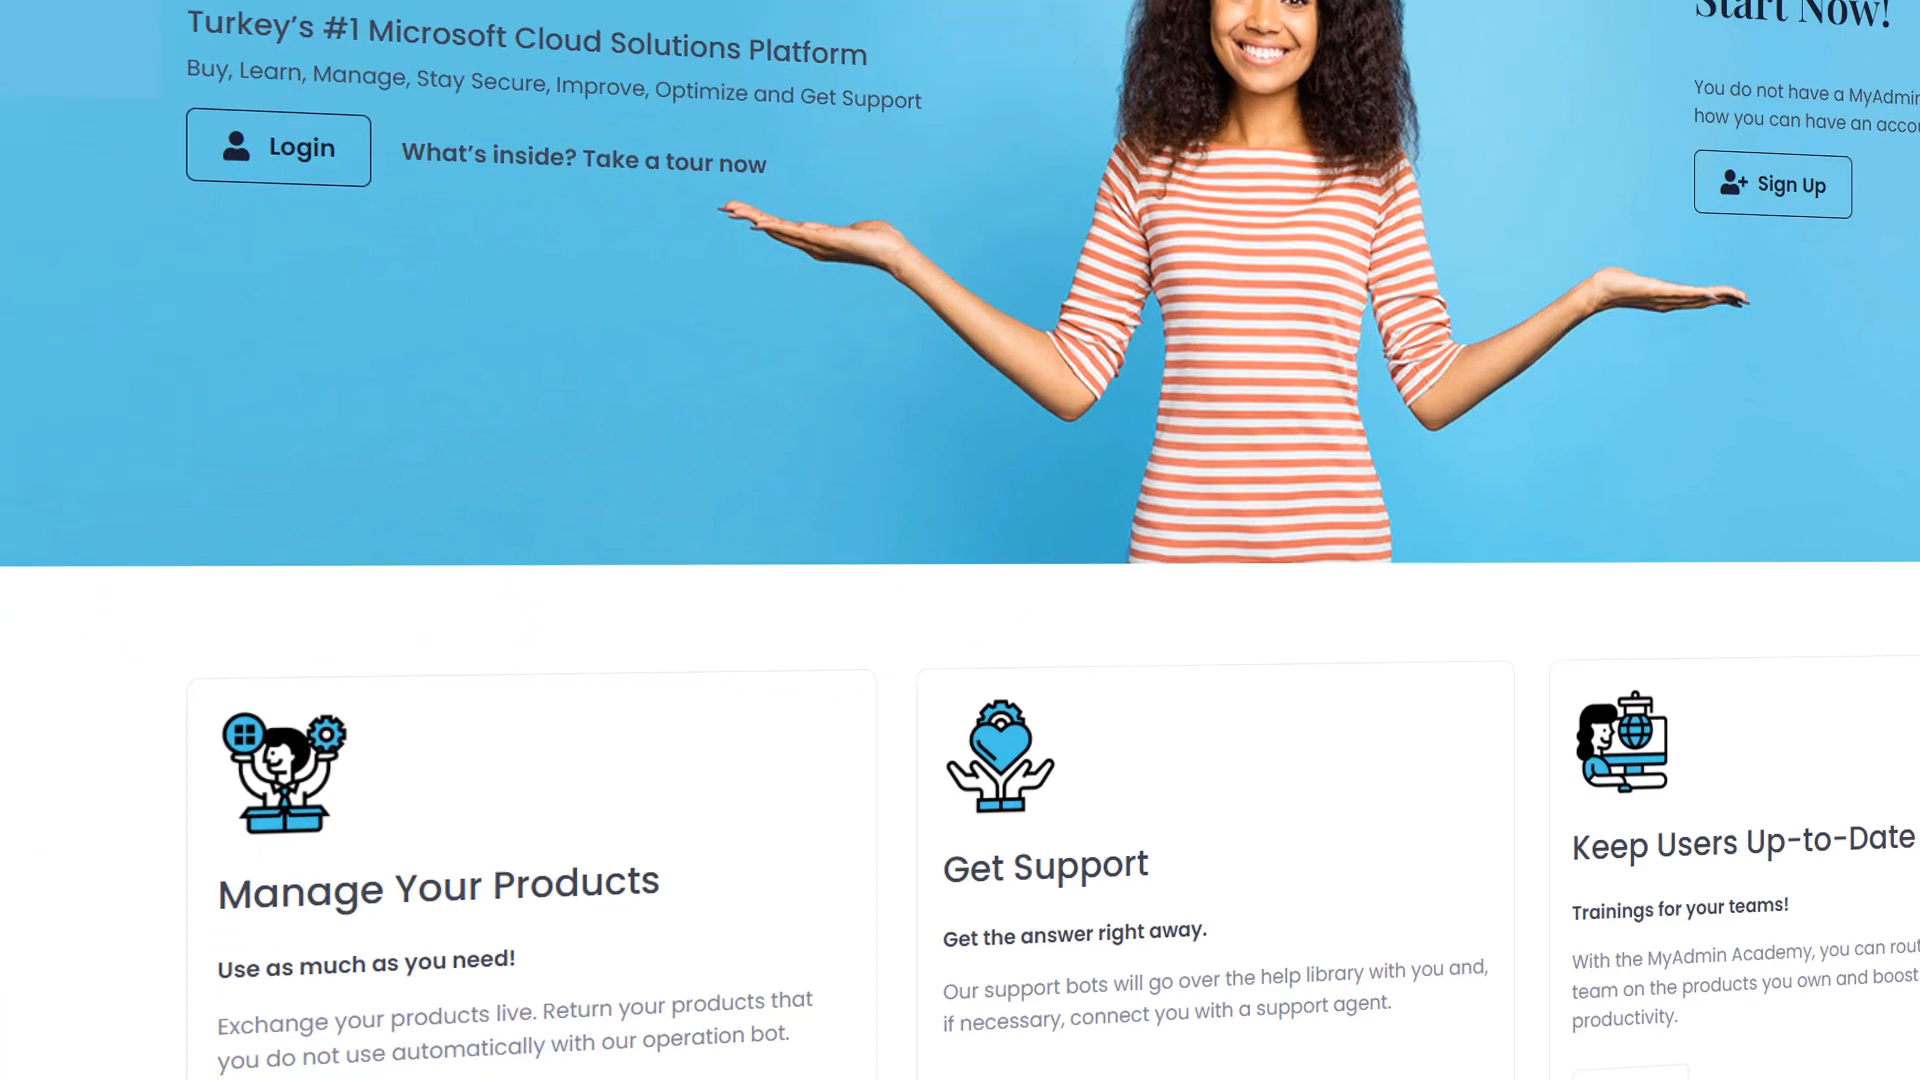 Turkey's #1 Microsoft Cloud Solutions Platform
Buy, Learn, Manage, Stay Secure, Improve, Optimize and Get Support
Login
What's inside? Take a tour now
Start Now!
You do not have a MyAdmin
how you can have an
Sign Up
Manage Your Products
Use as much as you need!
Exchange your products live. Return your products that
you do not use automatically with our operation bot.
Get Support
Get the answer right away.
Our support bots will go over the help library with you and,
if necessary, connect you with a support agent.
Keep Users Up-to-Date
Trainings for your teams!
With the MyAdmin Academy, you can
team on the products you own and boost
productivity.